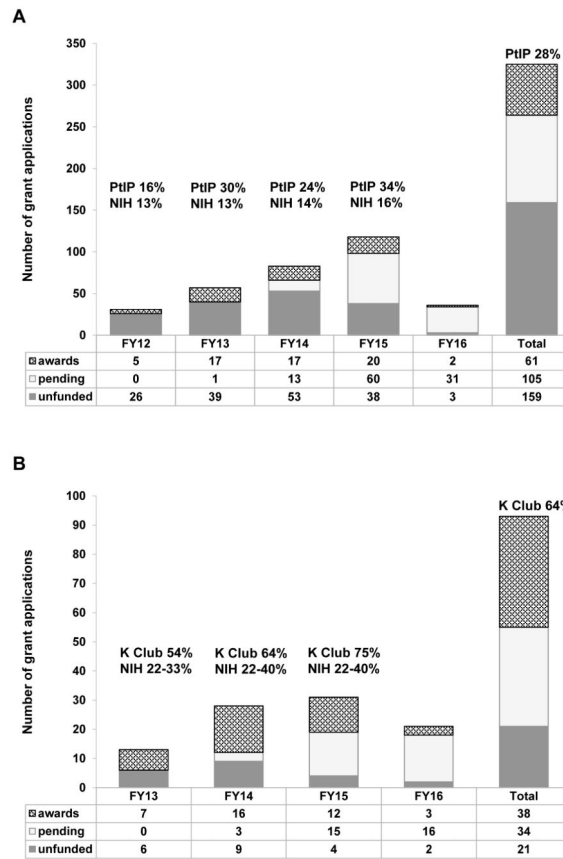 A
Number of grant applications
350
300
250
200
150
100
50
0
PtIP 16%
NIH 13%
PtIP 30%
NIH 13%
PtIP 24%
NIH 14%
PtIP 34%
NIH 16%
PtIP 28%
FY12 FY13 FY14 FY15 FY16 Total
awards 5 17 17 20 2 61
pending 0 1 13 60 31 105
unfunded 26 39 53 38 3 159
B
Number of grant applications
100
90
80
70
60
50
40
30
20
10
0
K Club 54%
NIH 22-33%
K Club 64%
NIH 22-40%
K Club 75%
NIH 22-40%
K Club 64%
FY13 FY14 FY15 FY16 Total
awards 7 16 12 3 38
pending 0 3 15 16 34
unfunded 6 9 4 2 21